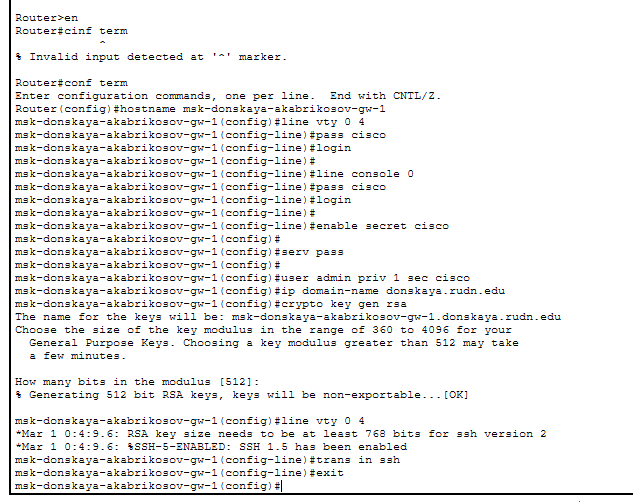 Router>en
Router#cinf term
^
% Invalid input detected at '^' marker.
Router#conf term
Enter configuration commands, one per line.  End with CNTL/Z.
Router(config)#hostname msk-donskaya-akabrikosov-gw-1
msk-donskaya-akabrikosov-gw-1(config)#line vty 0 4
msk-donskaya-akabrikosov-gw-1(config-line)#pass cisco
msk-donskaya-akabrikosov-gw-1(config-line)#login
msk-donskaya-akabrikosov-gw-1(config-line)#
msk-donskaya-akabrikosov-gw-1(config-line)#line console 0
msk-donskaya-akabrikosov-gw-1(config-line)#pass cisco
msk-donskaya-akabrikosov-gw-1(config-line)#login
msk-donskaya-akabrikosov-gw-1(config-line)#
msk-donskaya-akabrikosov-gw-1(config-line)#enable secret cisco
msk-donskaya-akabrikosov-gw-1(config)#
msk-donskaya-akabrikosov-gw-1(config)#serv pass
msk-donskaya-akabrikosov-gw-1(config)#
msk-donskaya-akabrikosov-gw-1(config)#user admin priv 1 sec cisco
msk-donskaya-akabrikosov-gw-1(config)#ip domain-name donskaya.rudn.edu
msk-donskaya-akabrikosov-gw-1(config)#crypto key gen rsa
The name for the keys will be: msk-donskaya-akabrikosov-gw-1.donskaya.rudn.edu
Choose the size of the key modulus in the range of 360 to 4096 for your
General Purpose Keys. Choosing a key modulus greater than 512 may take
a few minutes.
How many bits in the modulus [512]:
% Generating 512 bit RSA keys, keys will be non-exportable...[OK]
msk-donskaya-akabrikosov-gw-1(config)#line vty 0 4
*Mar 1 0:4:9.6: RSA key size needs to be at least 768 bits for ssh version 2
*Mar 1 0:4:9.6: %SSH-5-ENABLED: SSH 1.5 has been enabled
msk-donskaya-akabrikosov-gw-1(config-line)#trans in ssh
msk-donskaya-akabrikosov-gw-1(config-line)#exit
msk-donskaya-akabrikosov-gw-1(config)#